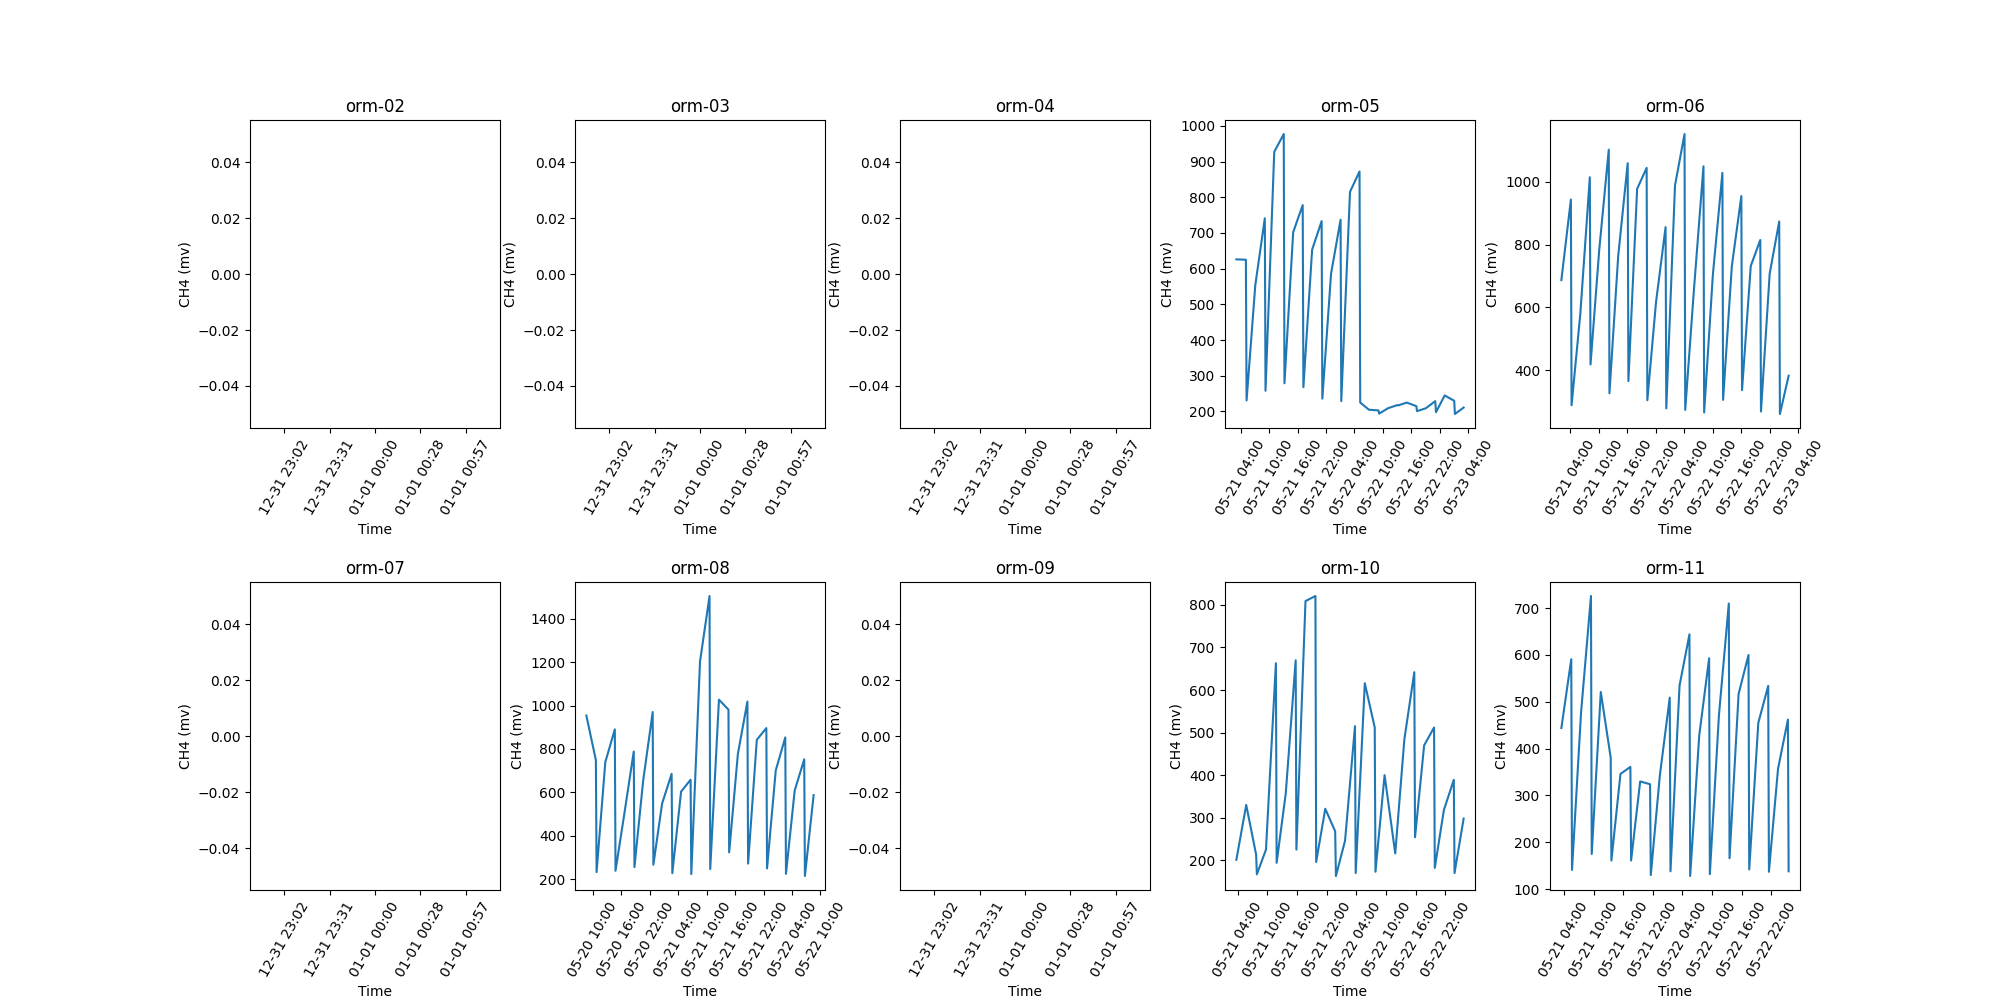 orm-02 orm-03 orm-04 orm-05 orm-06
CH4 (mv)
0.04
0.02
0.00
−0.02
−0.04
12-31 23:02 12-31 23:31 01-01 00:00 01-01 00:28 01-01 00:57
Time
CH4 (mv)
0.04
0.02
0.00
−0.02
−0.04
12-31 23:02 12-31 23:31 01-01 00:00 01-01 00:28 01-01 00:57
Time
CH4 (mv)
0.04
0.02
0.00
−0.02
−0.04
12-31 23:02 12-31 23:31 01-01 00:00 01-01 00:28 01-01 00:57
Time
CH4 (mv)
1000
900
800
700
600
500
400
300
200
05-21 04:00 05-21 10:00 05-21 16:00 05-21 22:00 05-22 04:00 05-22 10:00 05-22 16:00 05-22 22:00 05-23 04:00
Time
CH4 (mv)
1000
800
600
400
05-21 04:00 05-21 10:00 05-21 16:00 05-21 22:00 05-22 04:00 05-22 10:00 05-22 16:00 05-22 22:00 05-23 04:00
Time
orm-07 orm-08 orm-09 orm-10 orm-11
CH4 (mv)
0.04
0.02
0.00
−0.02
−0.04
12-31 23:02 12-31 23:31 01-01 00:00 01-01 00:28 01-01 00:57
Time
CH4 (mv)
1400
1200
1000
800
600
400
200
05-20 10:00 05-20 16:00 05-20 22:00 05-21 04:00 05-21 10:00 05-21 16:00 05-21 22:00 05-22 04:00 05-22 10:00
Time
CH4 (mv)
0.04
0.02
0.00
−0.02
−0.04
12-31 23:02 12-31 23:31 01-01 00:00 01-01 00:28 01-01 00:57
Time
CH4 (mv)
800
700
600
500
400
300
200
05-21 04:00 05-21 10:00 05-21 16:00 05-21 22:00 05-22 04:00 05-22 10:00 05-22 16:00 05-22 22:00
Time
CH4 (mv)
700
600
500
400
300
200
100
05-21 04:00 05-21 10:00 05-21 16:00 05-21 22:00 05-22 04:00 05-22 10:00 05-22 16:00 05-22 22:00
Time